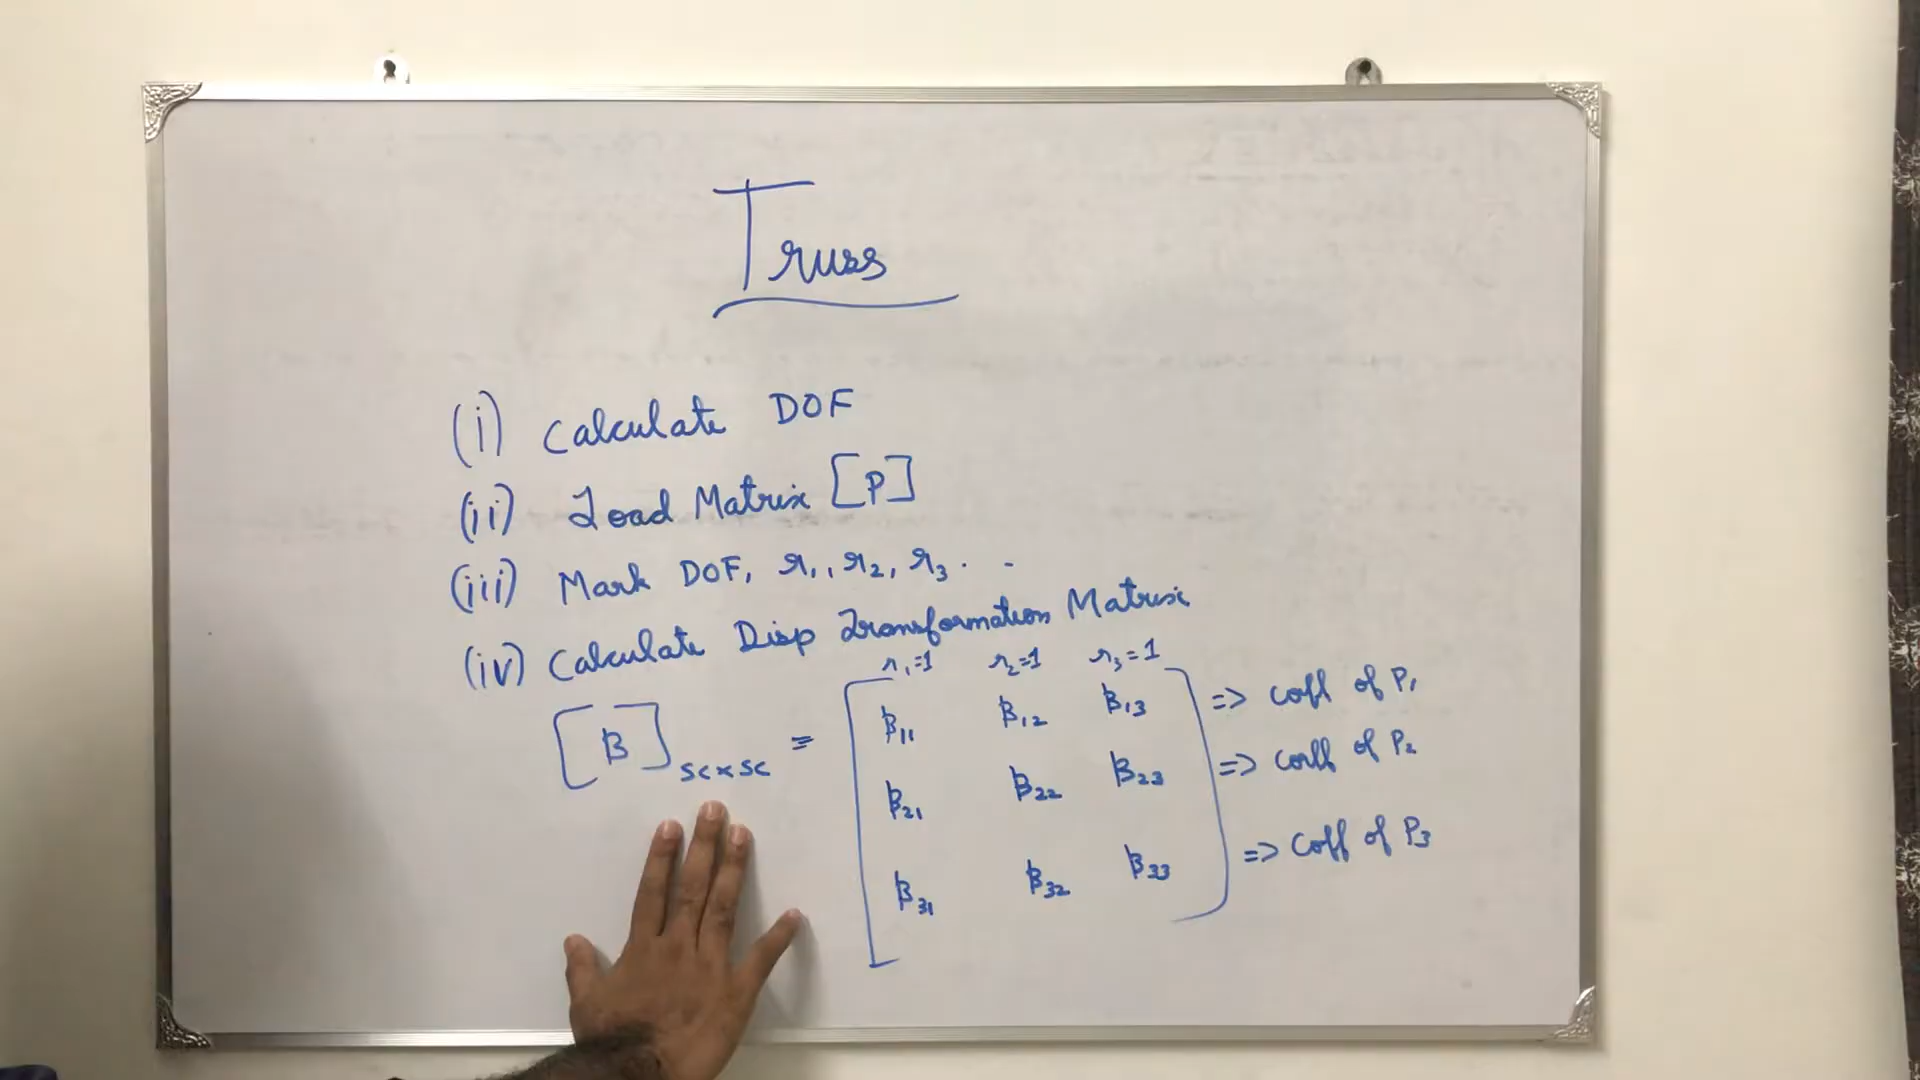 Truss
(i) Calculate DOF
(ii) Load Matrix [P]
(iii) Mark DOF, r₁, r₂, r₃ . .
(iv) Calculate Disp Transformation Matrix
r₁=1 r₂=1 r₃=1
[B]sc×sc = [β₁₁ β₁₂ β₁₃] => coff of P₁
β₂₁ β₂₂ β₂₃ => coff of P₂
β₃₁ β₃₂ β₃₃ => coff of P₃